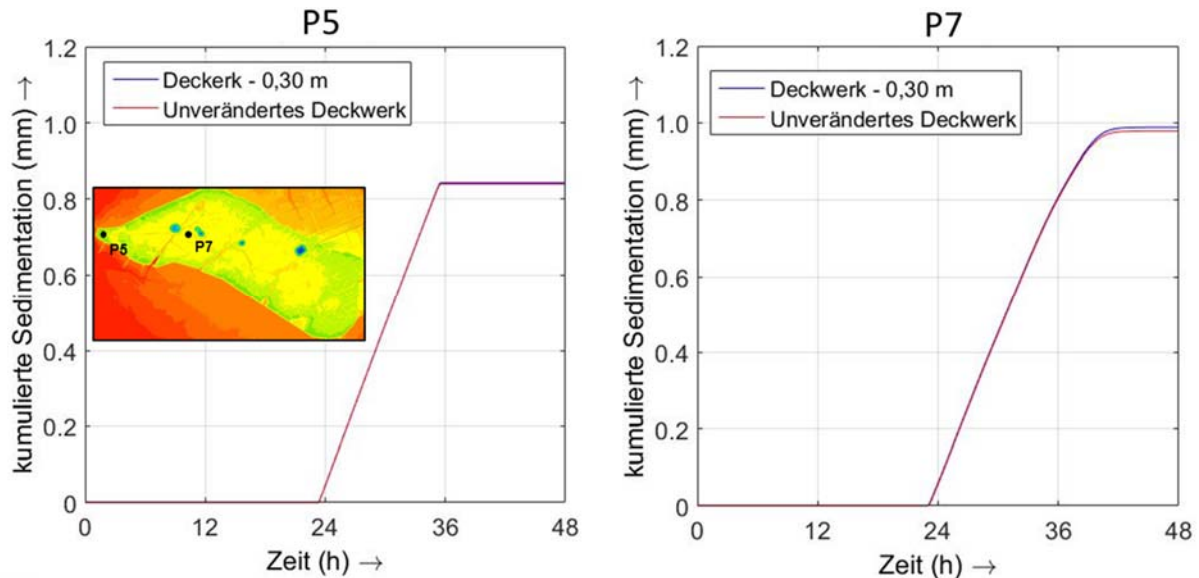 P5
1.2
1.0
0.8
0.6
0.4
0.2
0
0
12
24
36
48
kumulierte Sedimentation (mm) →
Zeit (h) →
Deckerk - 0,30 m
Unverändertes Deckwerk
P5
P7
P7
1.2
1.0
0.8
0.6
0.4
0.2
0
0
12
24
36
48
kumulierte Sedimentation (mm) →
Zeit (h) →
Deckwerk - 0,30 m
Unverändertes Deckwerk